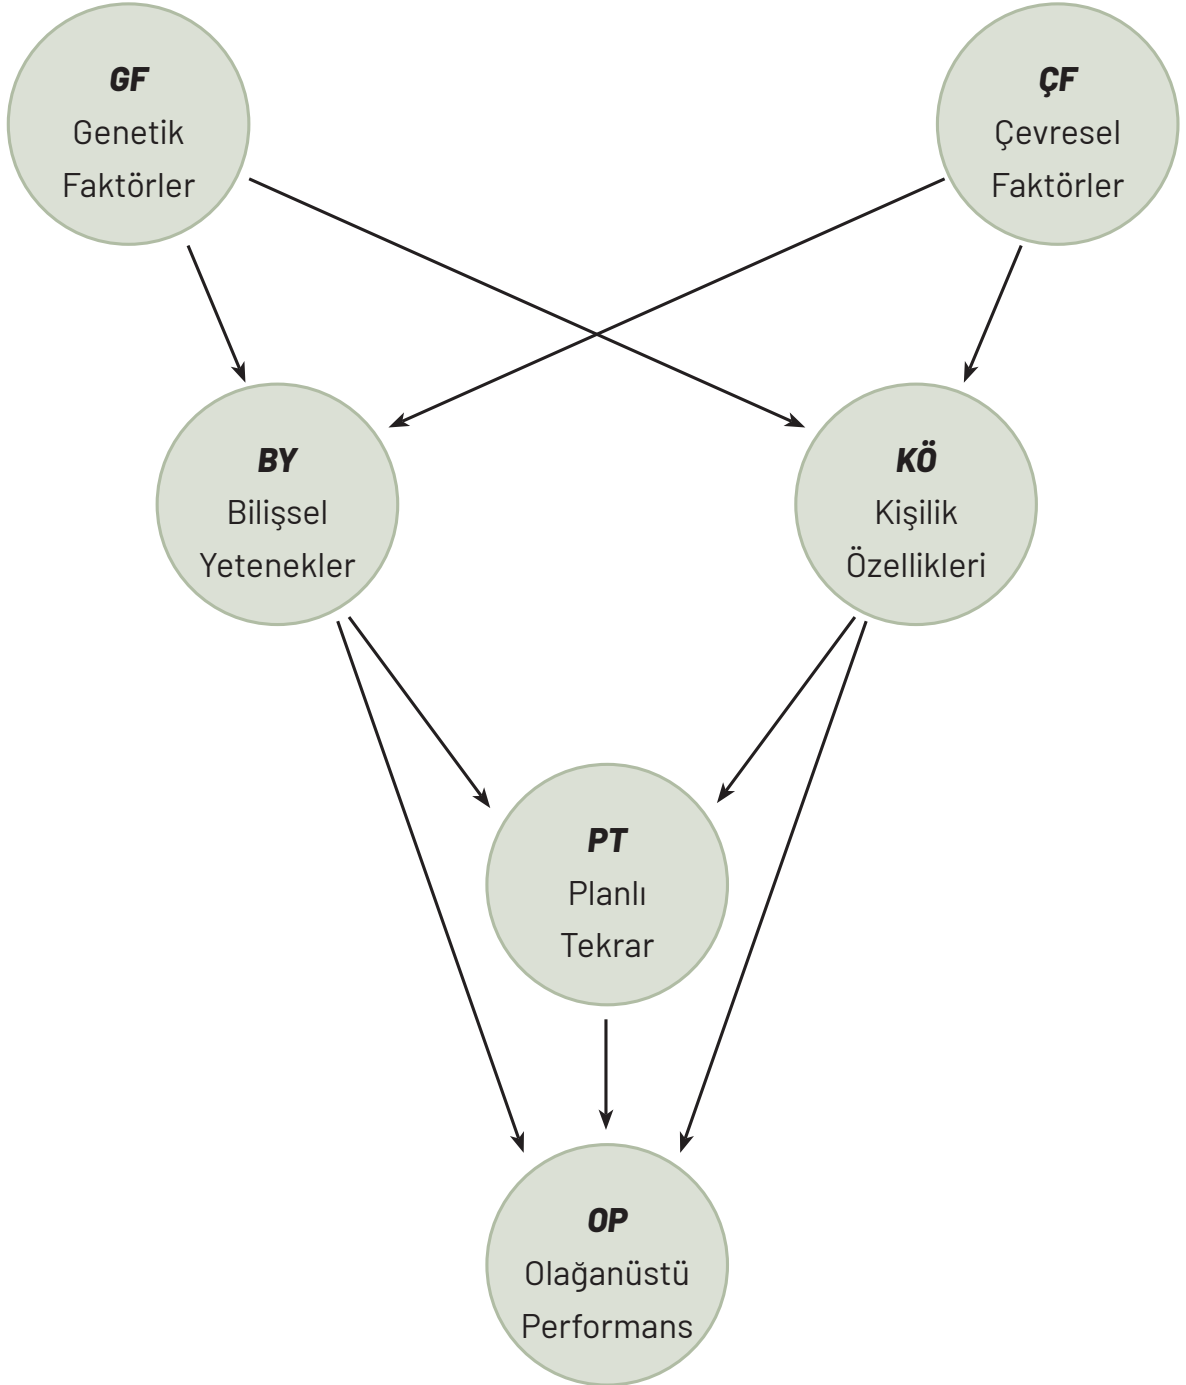 GF
Genetik
Faktörler
ÇF
Çevresel
Faktörler
BY
Bilişsel
Yetenekler
KÖ
Kişilik
Özellikleri
PT
Planlı
Tekrar
OP
Olağanüstü
Performans